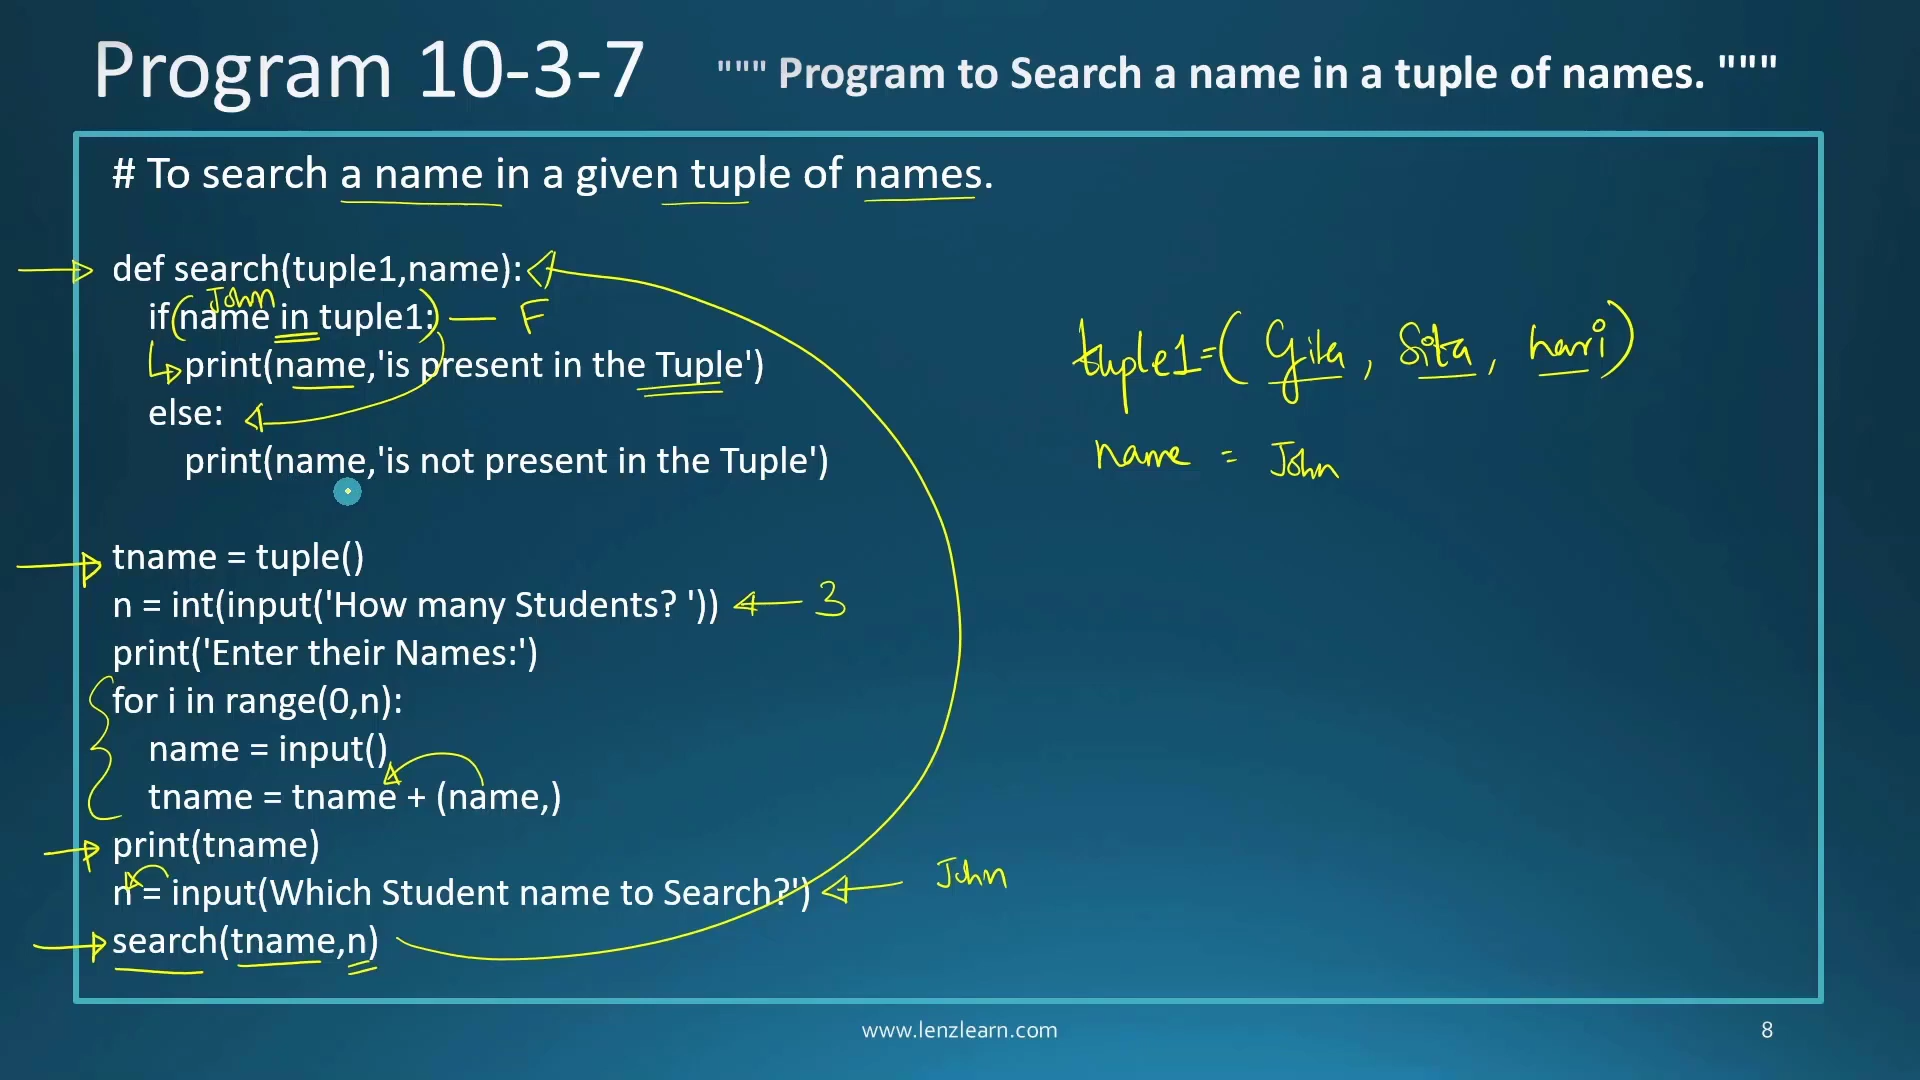 Program 10-3-7
""" Program to Search a name in a tuple of names. """
# To search a name in a given tuple of names.
def search(tuple1,name):
John
if name in tuple1: F
print(name,'is present in the Tuple')
else:
print(name,'is not present in the Tuple')
tuple1=( Gita , Sita , hari )
name = John
tname = tuple()
n = int(input('How many Students? ')) 3
print('Enter their Names:')
for i in range(0,n):
name = input()
tname = tname + (name,)
print(tname)
n = input(Which Student name to Search?') John
search(tname,n)
www.lenzlearn.com
8